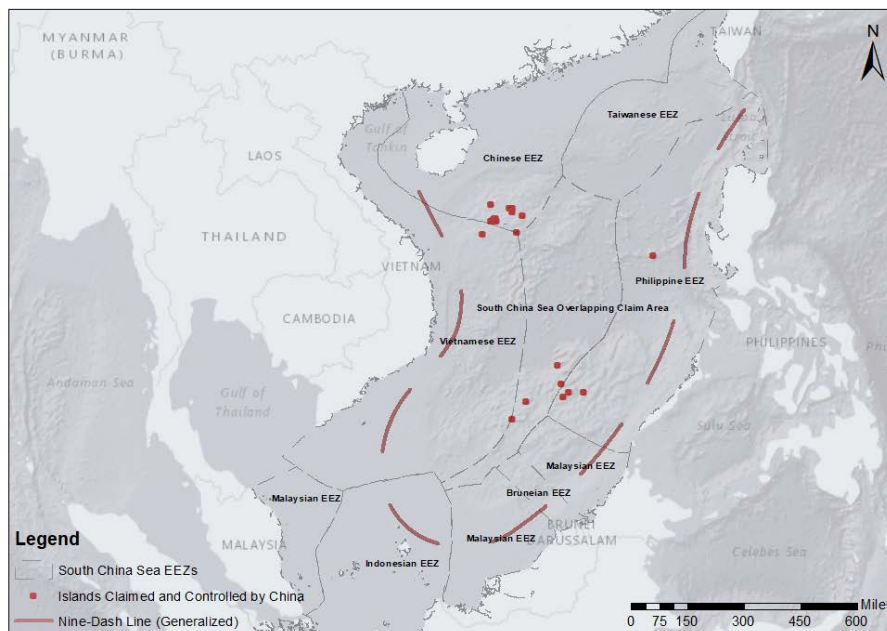 MYANMAR
(BURMA)
TAIWAN
N
Gulf of
Tonkin
Taiwanese EEZ
Luzon
Strait
LAOS
Chinese EEZ
THAILAND
VIETNAM
Philippine EEZ
South China Sea Overlapping Claim Area
CAMBODIA
Vietnamese EEZ
PHILIPPINES
Andaman Sea
Gulf of
Thailand
Sulu Sea
Malaysian EEZ
Malaysian EEZ
Bruneian EEZ
BRUNEI
DARUSSALAM
Malaysian EEZ
MALAYSIA
Indonesian EEZ
Celebes Sea
Legend
South China Sea EEZs
Islands Claimed and Controlled by China
Nine-Dash Line (Generalized)
Miles
0 75 150 300 450 600